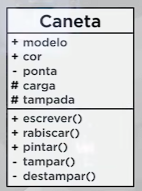 Caneta
+ modelo
+ cor
- ponta
# carga
# tampada
+ escrever()
+ rabiscar()
+ pintar()
- tampar()
- destampar()